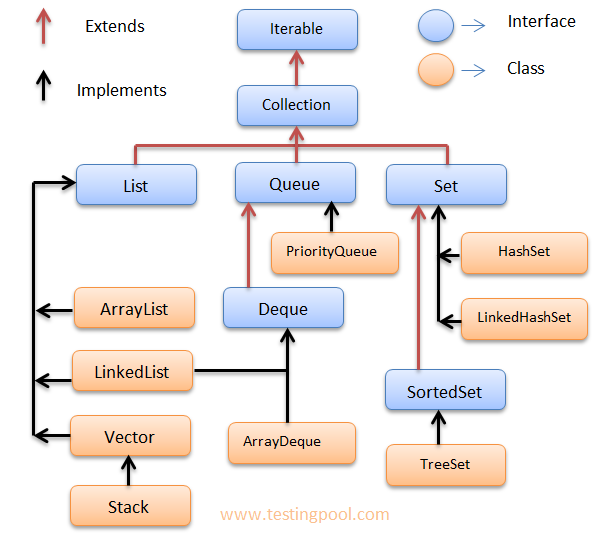 Extends
Iterable
Interface
Implements
Collection
Class
List
Queue
Set
PriorityQueue
HashSet
ArrayList
Deque
LinkedHashSet
LinkedList
SortedSet
Vector
ArrayDeque
TreeSet
Stack
www.testingpool.com